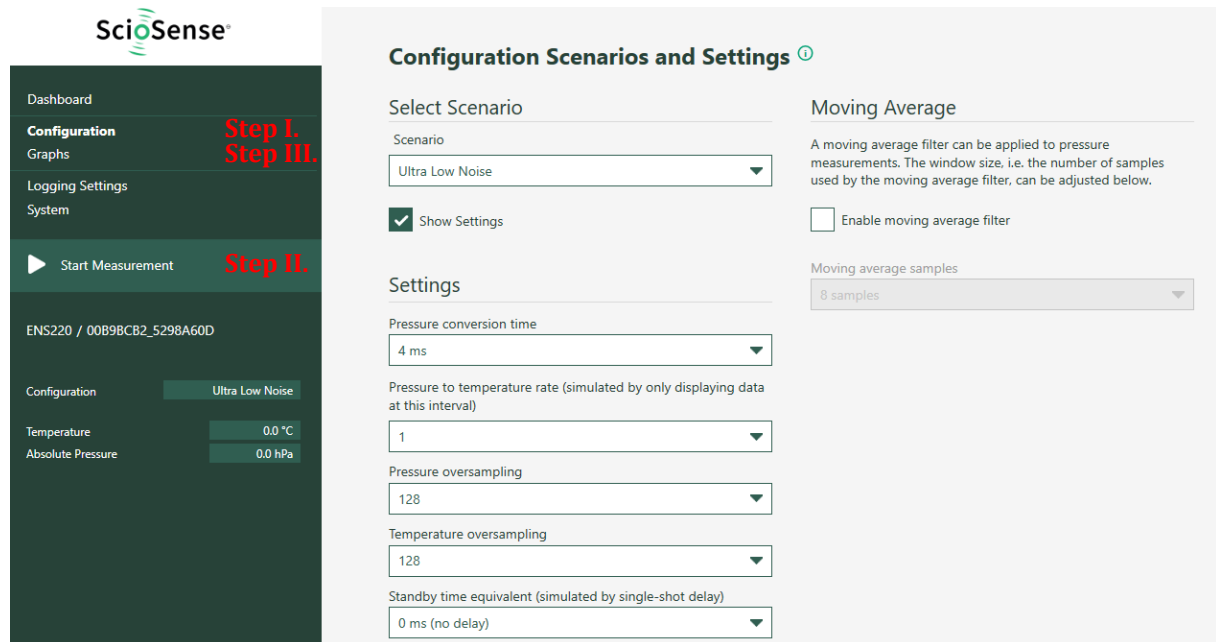 ScioSense®
Dashboard
Configuration Step I.
Graphs Step III.
Logging Settings
System
Start Measurement Step II.
ENS220 / 00B9BCB2_5298A60D
Configuration Ultra Low Noise
Temperature 0.0 °C
Absolute Pressure 0.0 hPa
Configuration Scenarios and Settings
Select Scenario
Scenario
Ultra Low Noise
Show Settings
Settings
Pressure conversion time
4 ms
Pressure to temperature rate (simulated by only displaying data
at this interval)
1
Pressure oversampling
128
Temperature oversampling
128
Standby time equivalent (simulated by single-shot delay)
0 ms (no delay)
Moving Average
A moving average filter can be applied to pressure
measurements. The window size, i.e. the number of samples
used by the moving average filter, can be adjusted below.
Enable moving average filter
Moving average samples
8 samples